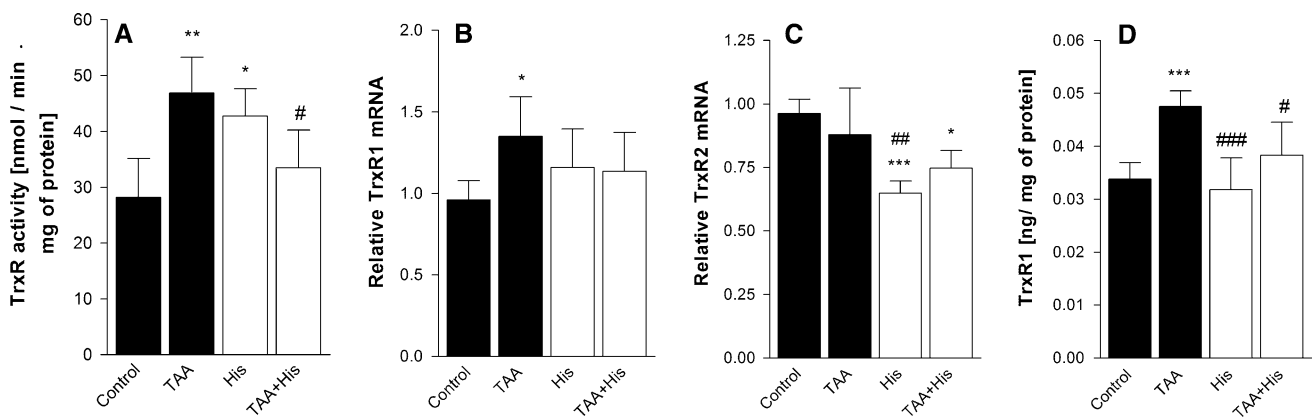 A
TrxR activity [nmol / min .
mg of protein]
60
50
40
30
20
10
0
**
*
#
Control
TAA
His
TAA+His
B
Relative TrxR1 mRNA
2.0
1.5
1.0
0.5
0.0
*
Control
TAA
His
TAA+His
C
Relative TrxR2 mRNA
1.25
1.00
0.75
0.50
0.25
0.00
##
***
*
Control
TAA
His
TAA+His
D
TrxR1 [ng/ mg of protein]
0.06
0.05
0.04
0.03
0.02
0.01
0.00
***
###
#
Control
TAA
His
TAA+His